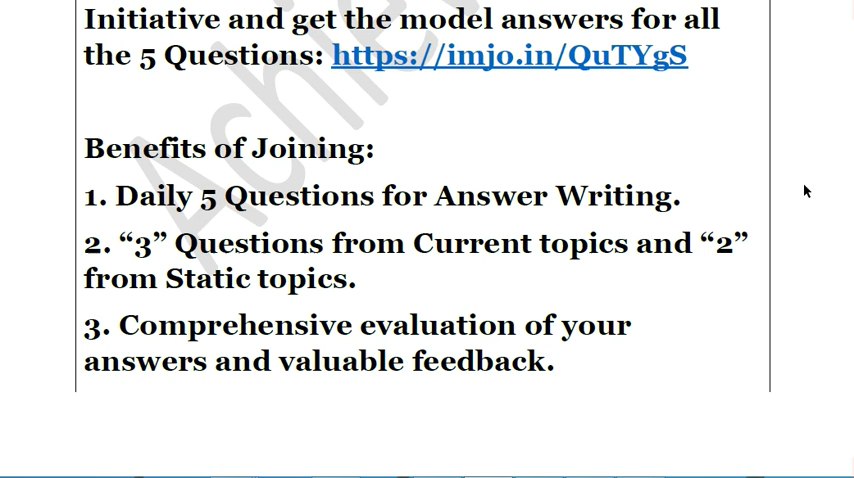 Initiative and get the model answers for all
the 5 Questions: https://imjo.in/QuTYgS
Benefits of Joining:
1. Daily 5 Questions for Answer Writing.
2. “3” Questions from Current topics and “2”
from Static topics.
3. Comprehensive evaluation of your
answers and valuable feedback.